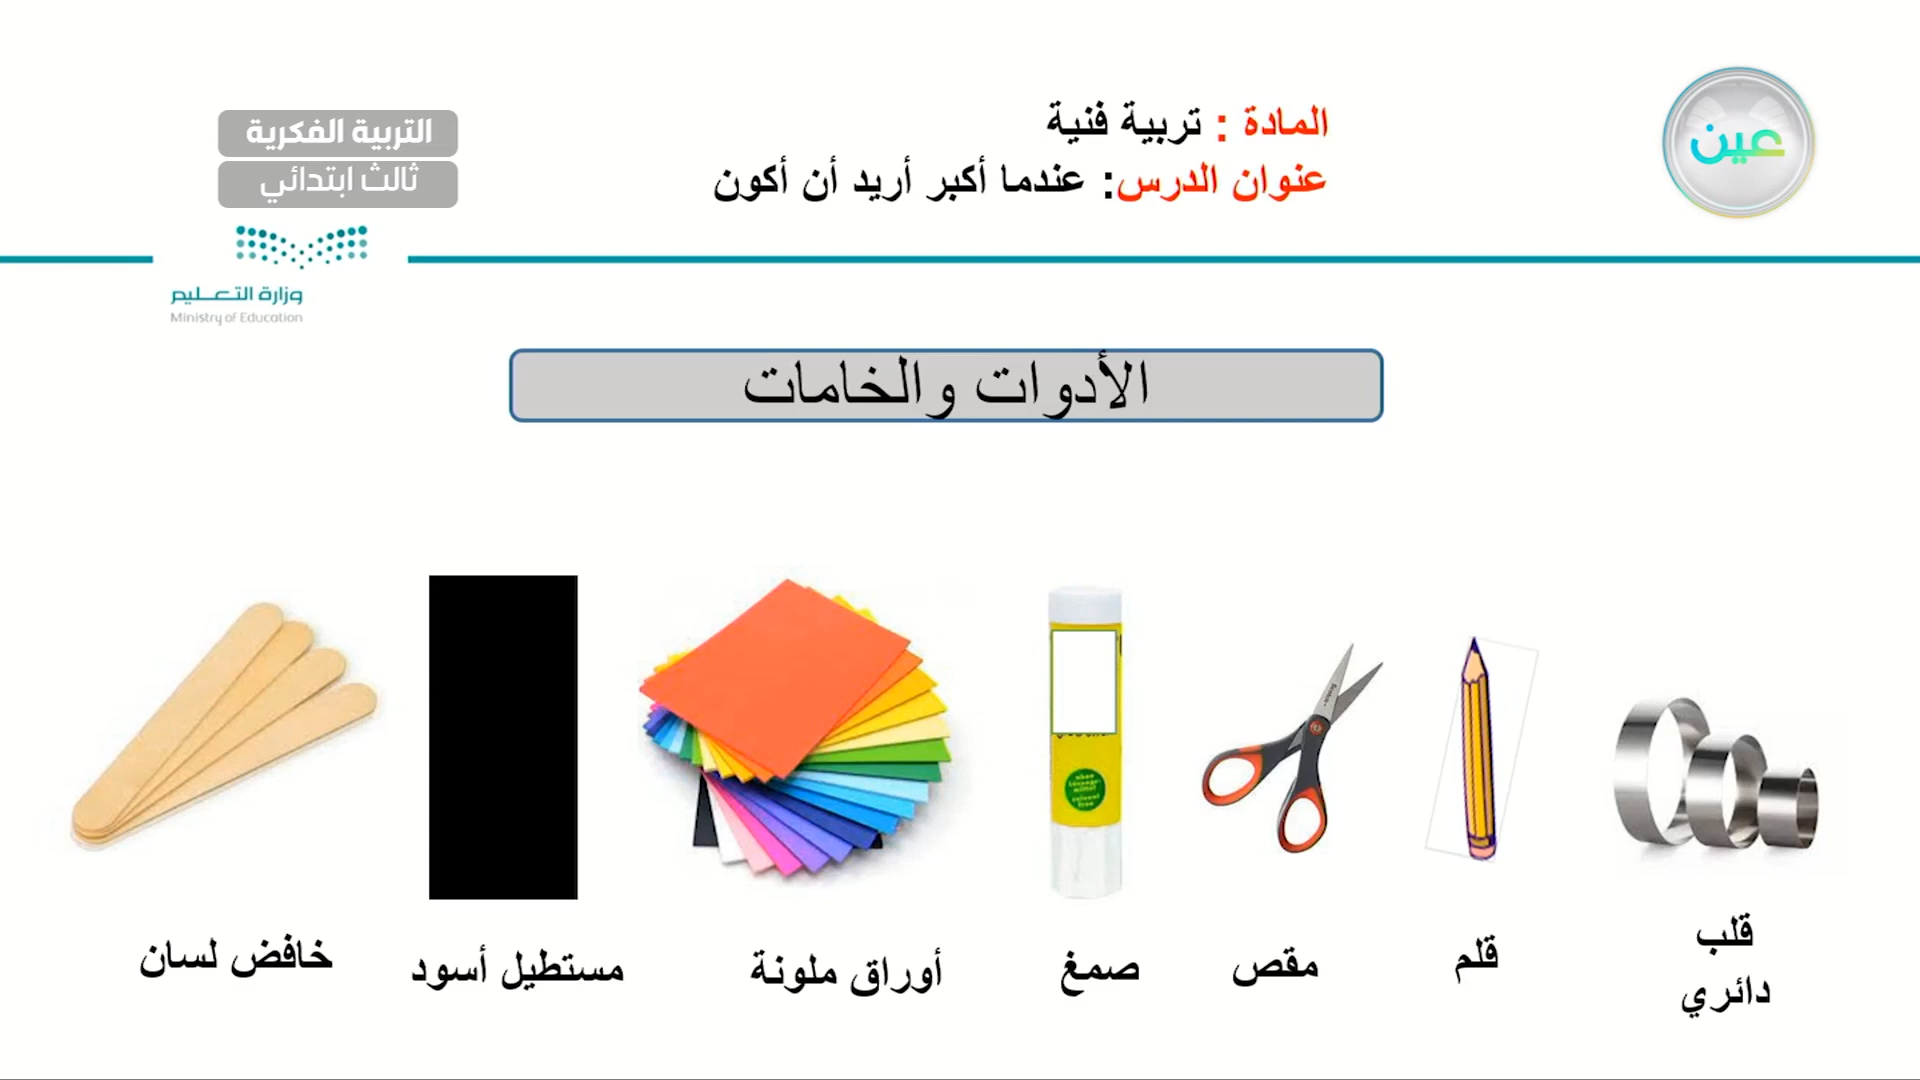 المادة : تربية فنية
عنوان الدرس: عندما أكبر أريد أن أكون
عين
التربية الفكرية
ثالث ابتدائي
وزارة التعليم
Ministry of Education
الأدوات والخامات
قلب
دائري
قلم
مقص
صمغ
أوراق ملونة
مستطيل أسود
خافض لسان